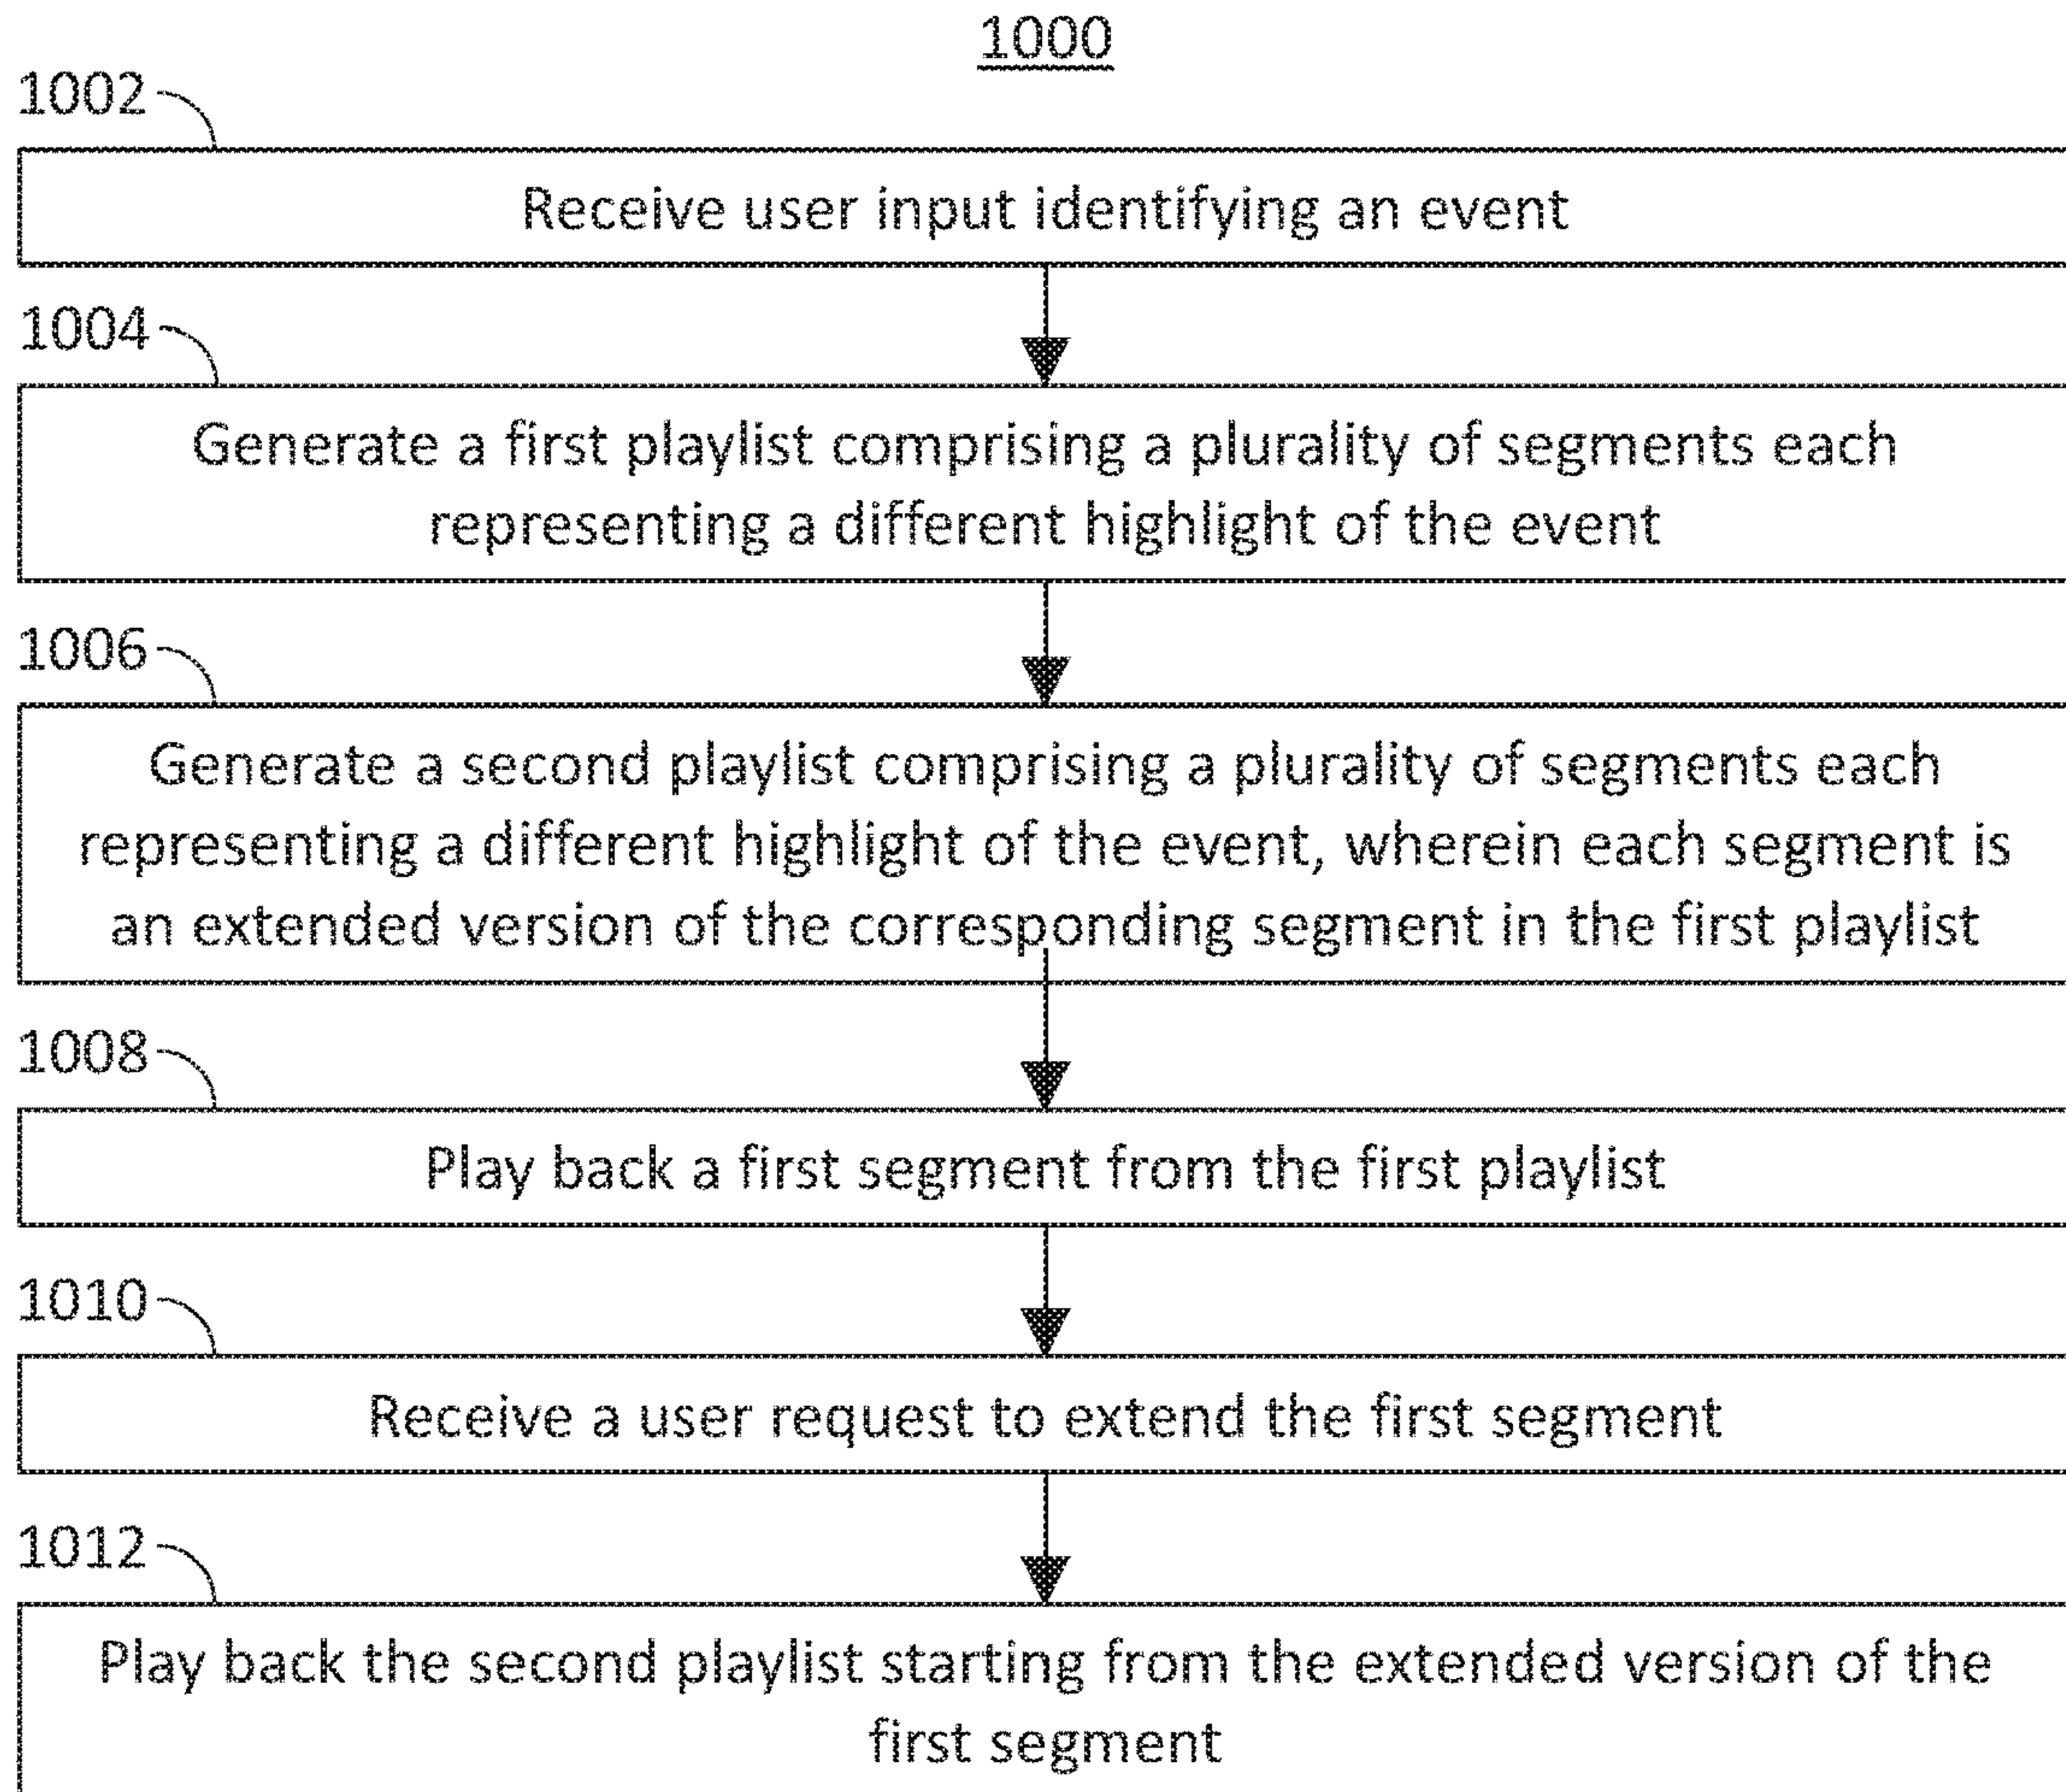 1000
1002
Receive user input identifying an event
1004
Generate a first playlist comprising a plurality of segments each
representing a different highlight of the event
1006
Generate a second playlist comprising a plurality of segments each
representing a different highlight of the event, wherein each segment is
an extended version of the corresponding segment in the first playlist
1008
Play back a first segment from the first playlist
1010
Receive a user request to extend the first segment
1012
Play back the second playlist starting from the extended version of the
first segment